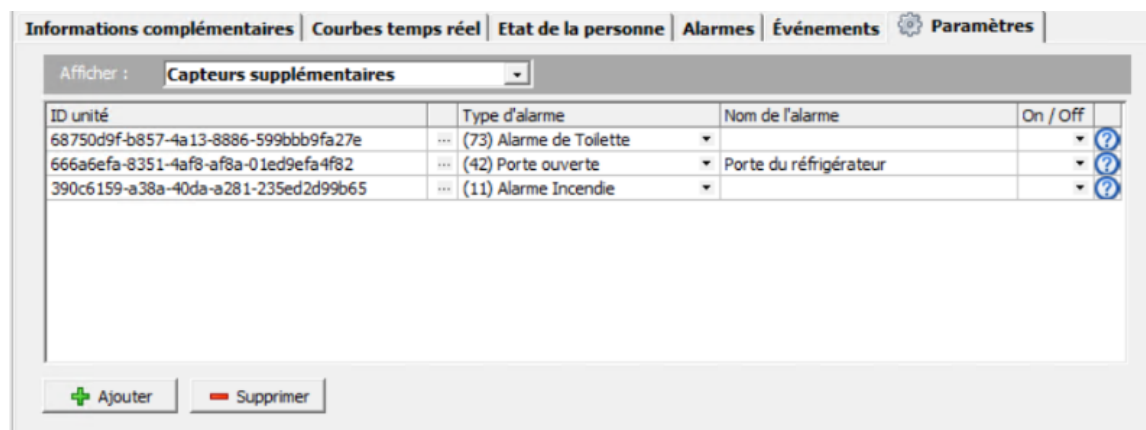 Informations complémentaires Courbes temps réel Etat de la personne Alarmes Événements Paramètres
Afficher : Capteurs supplémentaires
ID unité Type d'alarme Nom de l'alarme On / Off
68750d9f-b857-4a13-8886-599bbb9fa27e ... (73) Alarme de Toilette
666a6efa-8351-4af8-af8a-01ed9efa4f82 ... (42) Porte ouverte Porte du réfrigérateur
390c6159-a38a-40da-a281-235ed2d99b65 ... (11) Alarme Incendie
Ajouter Supprimer